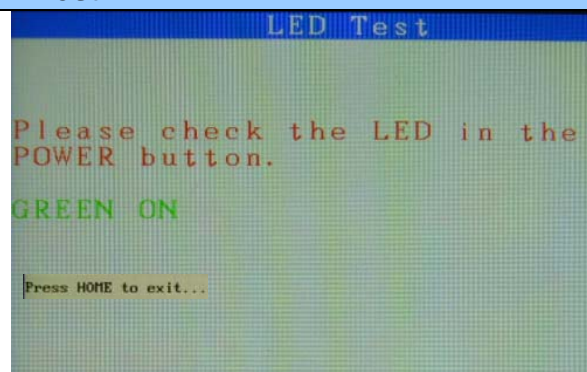 LED Test
Please check the LED in the
POWER button.
GREEN ON
Press HOME to exit...